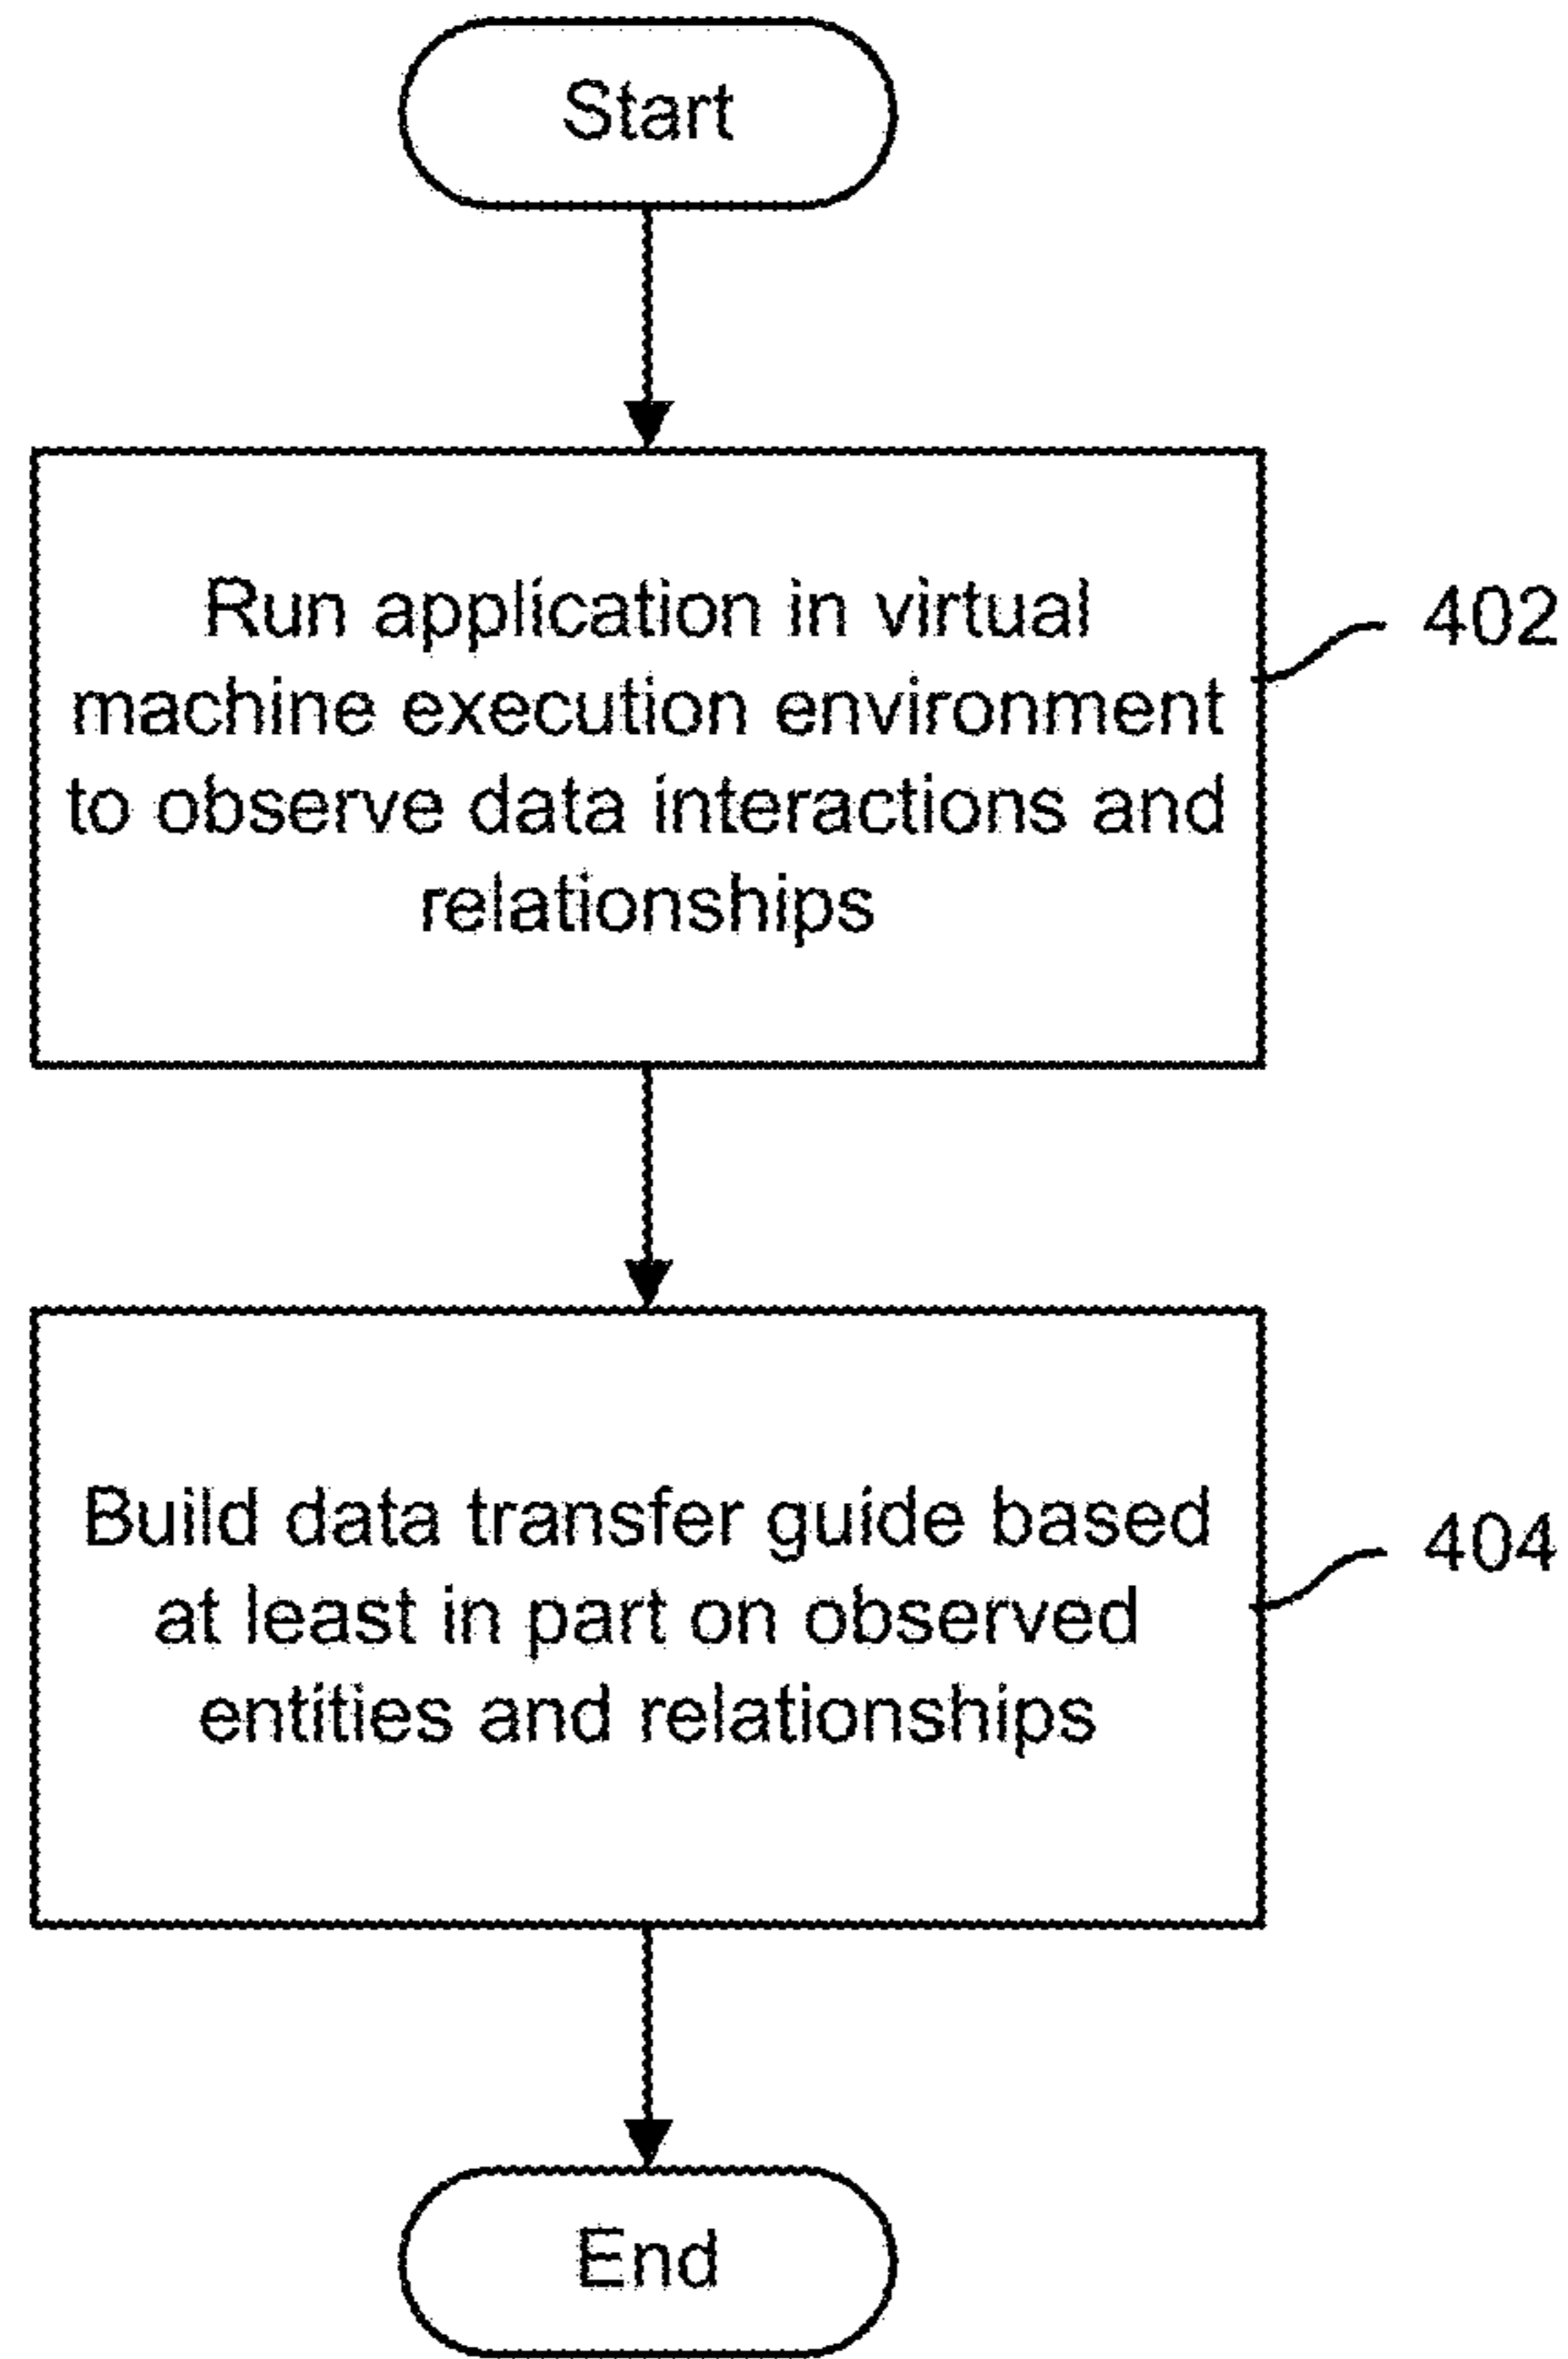 Start
Run application in virtual
machine execution environment
to observe data interactions and
relationships
402
Build data transfer guide based
at least in part on observed
entities and relationships
404
End